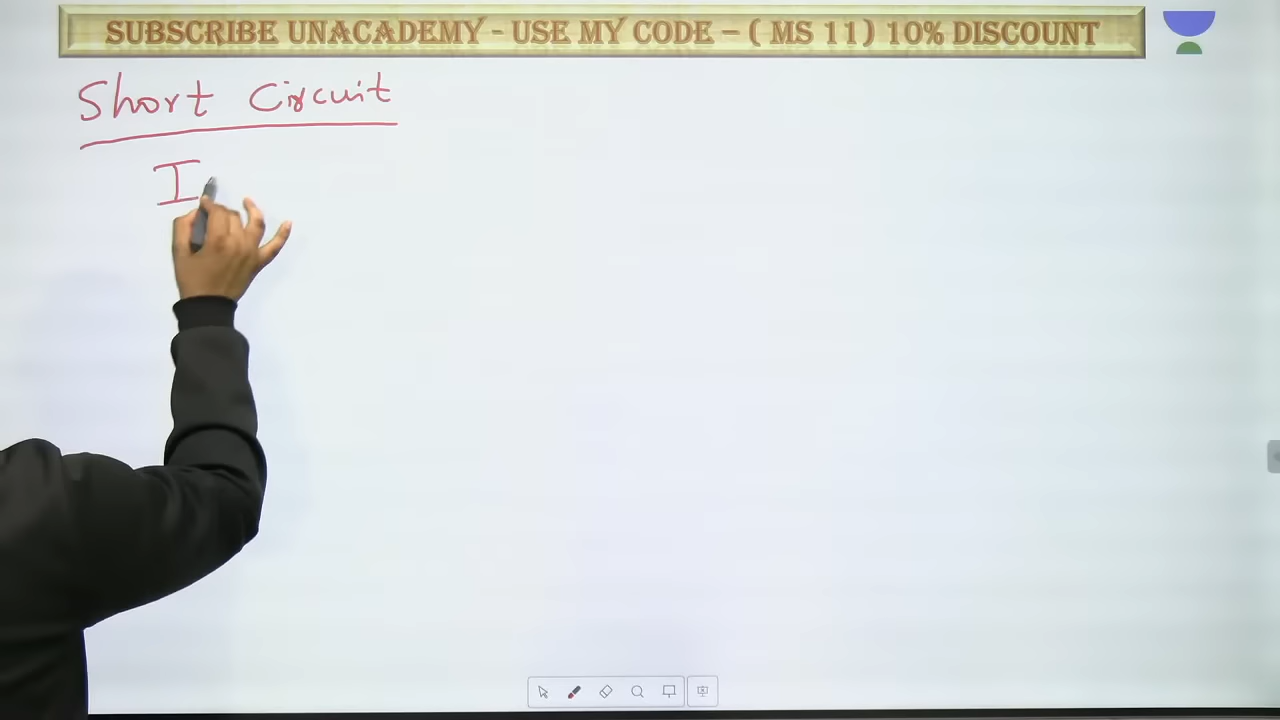 SUBSCRIBE UNACADEMY - USE MY CODE – ( MS 11) 10% DISCOUNT
Short Circuit
I